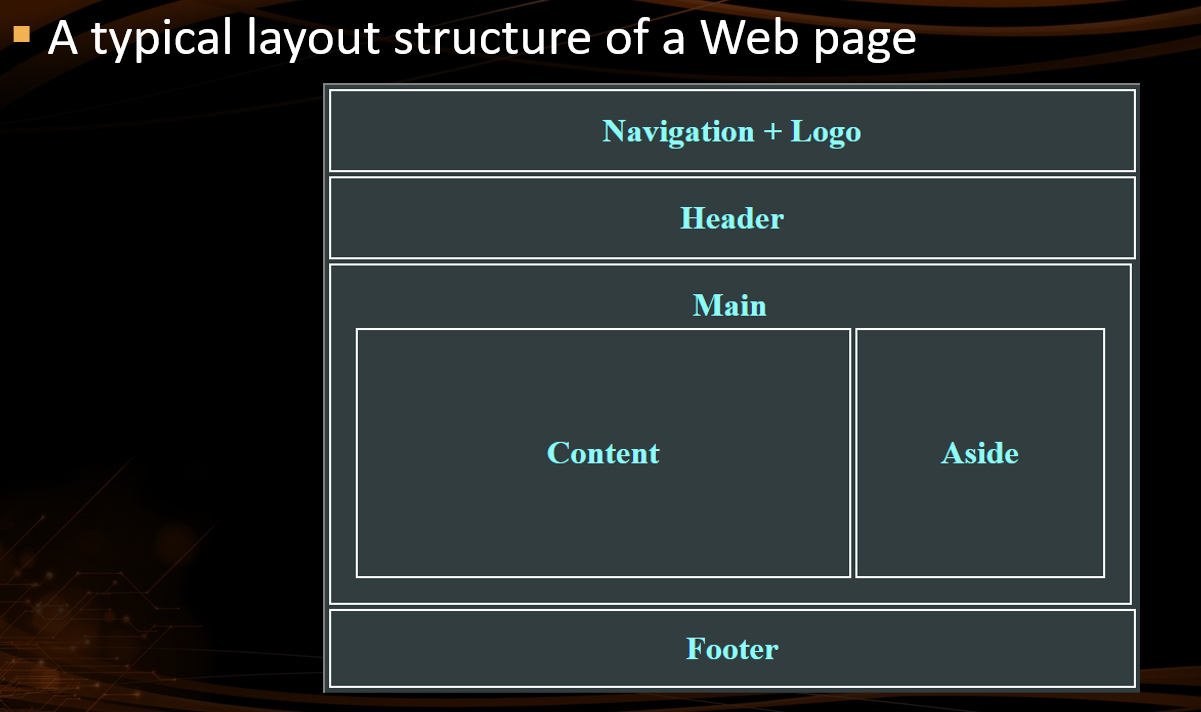 A typical layout structure of a Web page
Navigation + Logo
Header
Main
Content
Aside
Footer